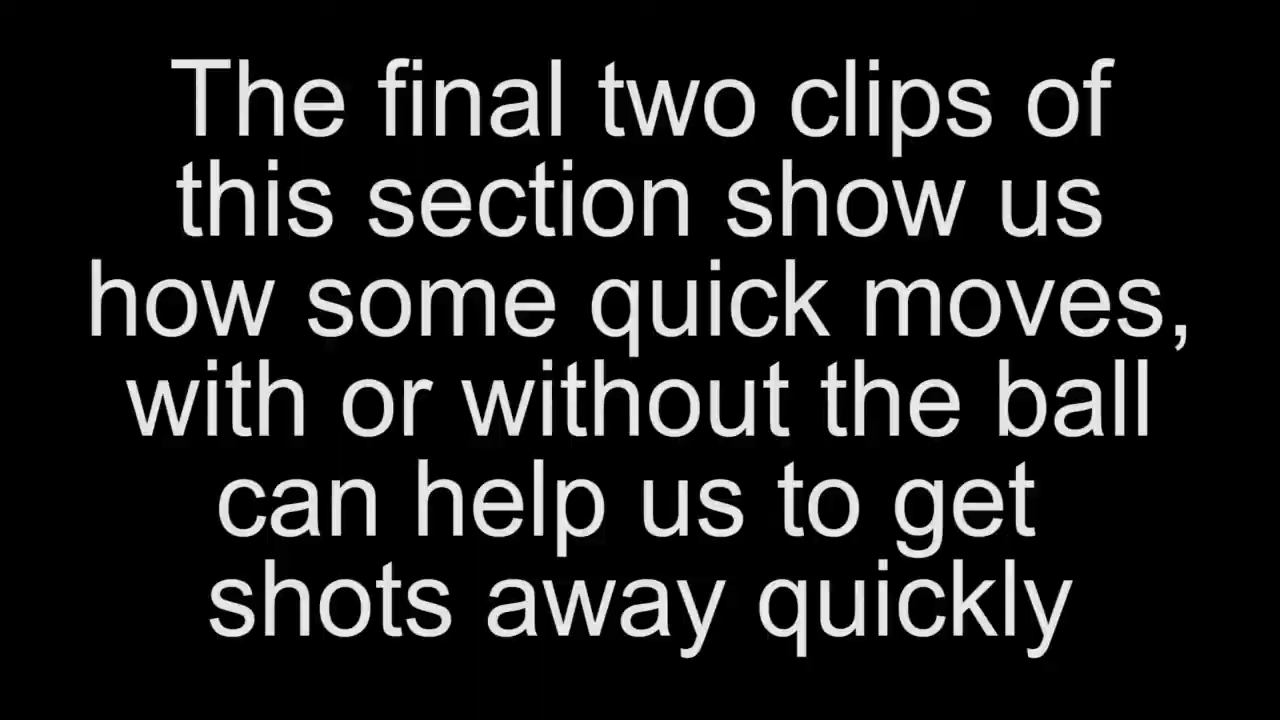 The final two clips of
this section show us
how some quick moves,
with or without the ball
can help us to get
shots away quickly